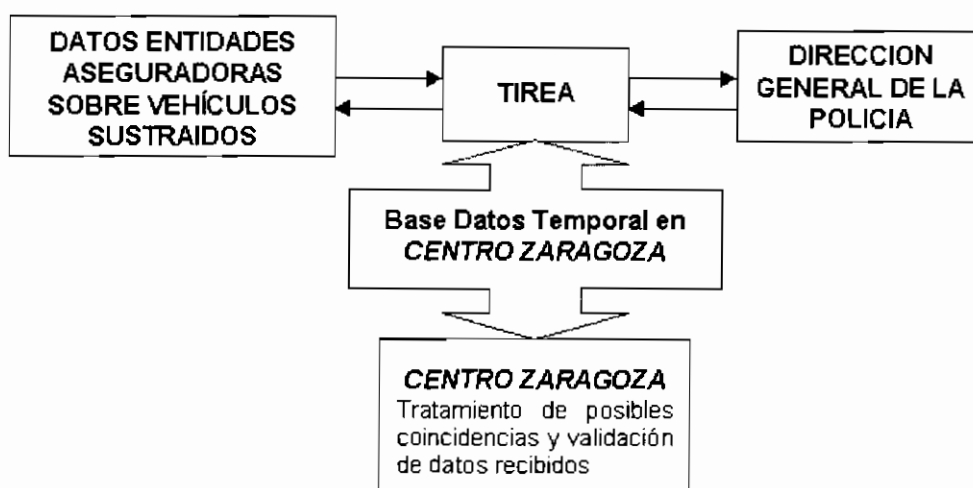 DATOS ENTIDADES
ASEGURADORAS
SOBRE VEHÍCULOS
SUSTRAIDOS
TIREA
DIRECCION
GENERAL DE LA
POLICIA
Base Datos Temporal en
CENTRO ZARAGOZA
CENTRO ZARAGOZA
Tratamiento de posibles
coincidencias y validación
de datos recibidos